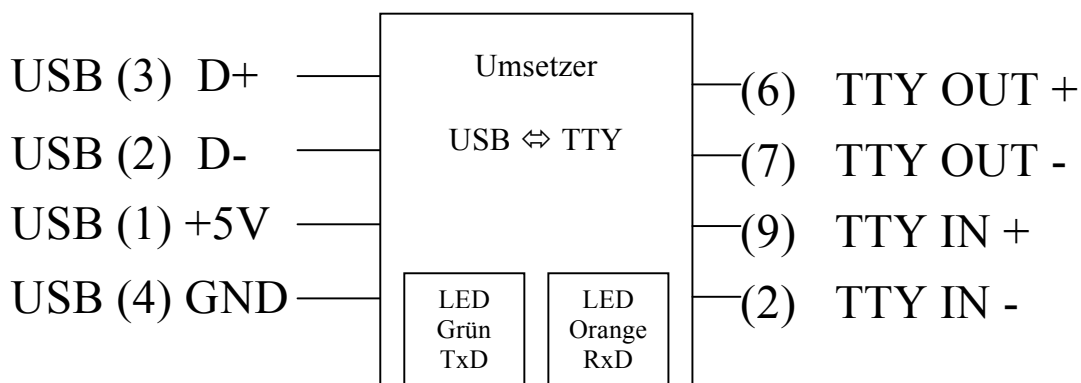 USB (3) D+
USB (2) D-
USB (1) +5V
USB (4) GND
Umsetzer
USB ⇔ TTY
LED
Grün
TxD
LED
Orange
RxD
(6) TTY OUT +
(7) TTY OUT -
(9) TTY IN +
(2) TTY IN -